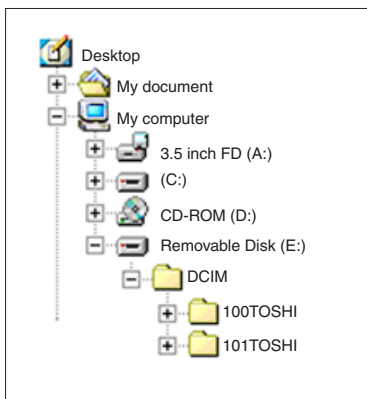 Desktop
My document
My computer
3.5 inch FD (A:)
(C:)
CD-ROM (D:)
Removable Disk (E:)
DCIM
100TOSHI
101TOSHI